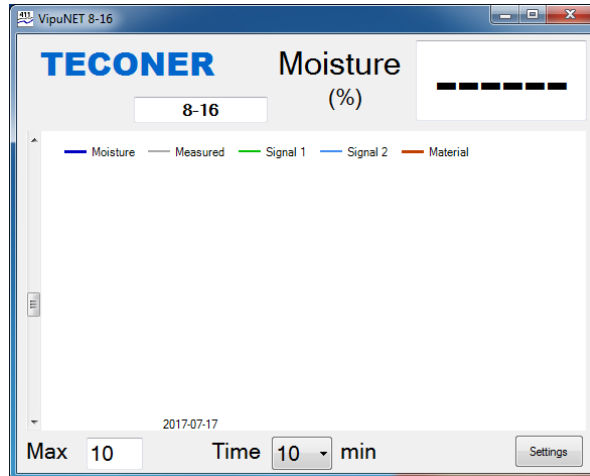 VipuNET 8-16
TECONER
Moisture
(%)
------
8-16
Moisture Measured Signal 1 Signal 2 Material
2017-07-17
Max 10 Time 10 min Settings